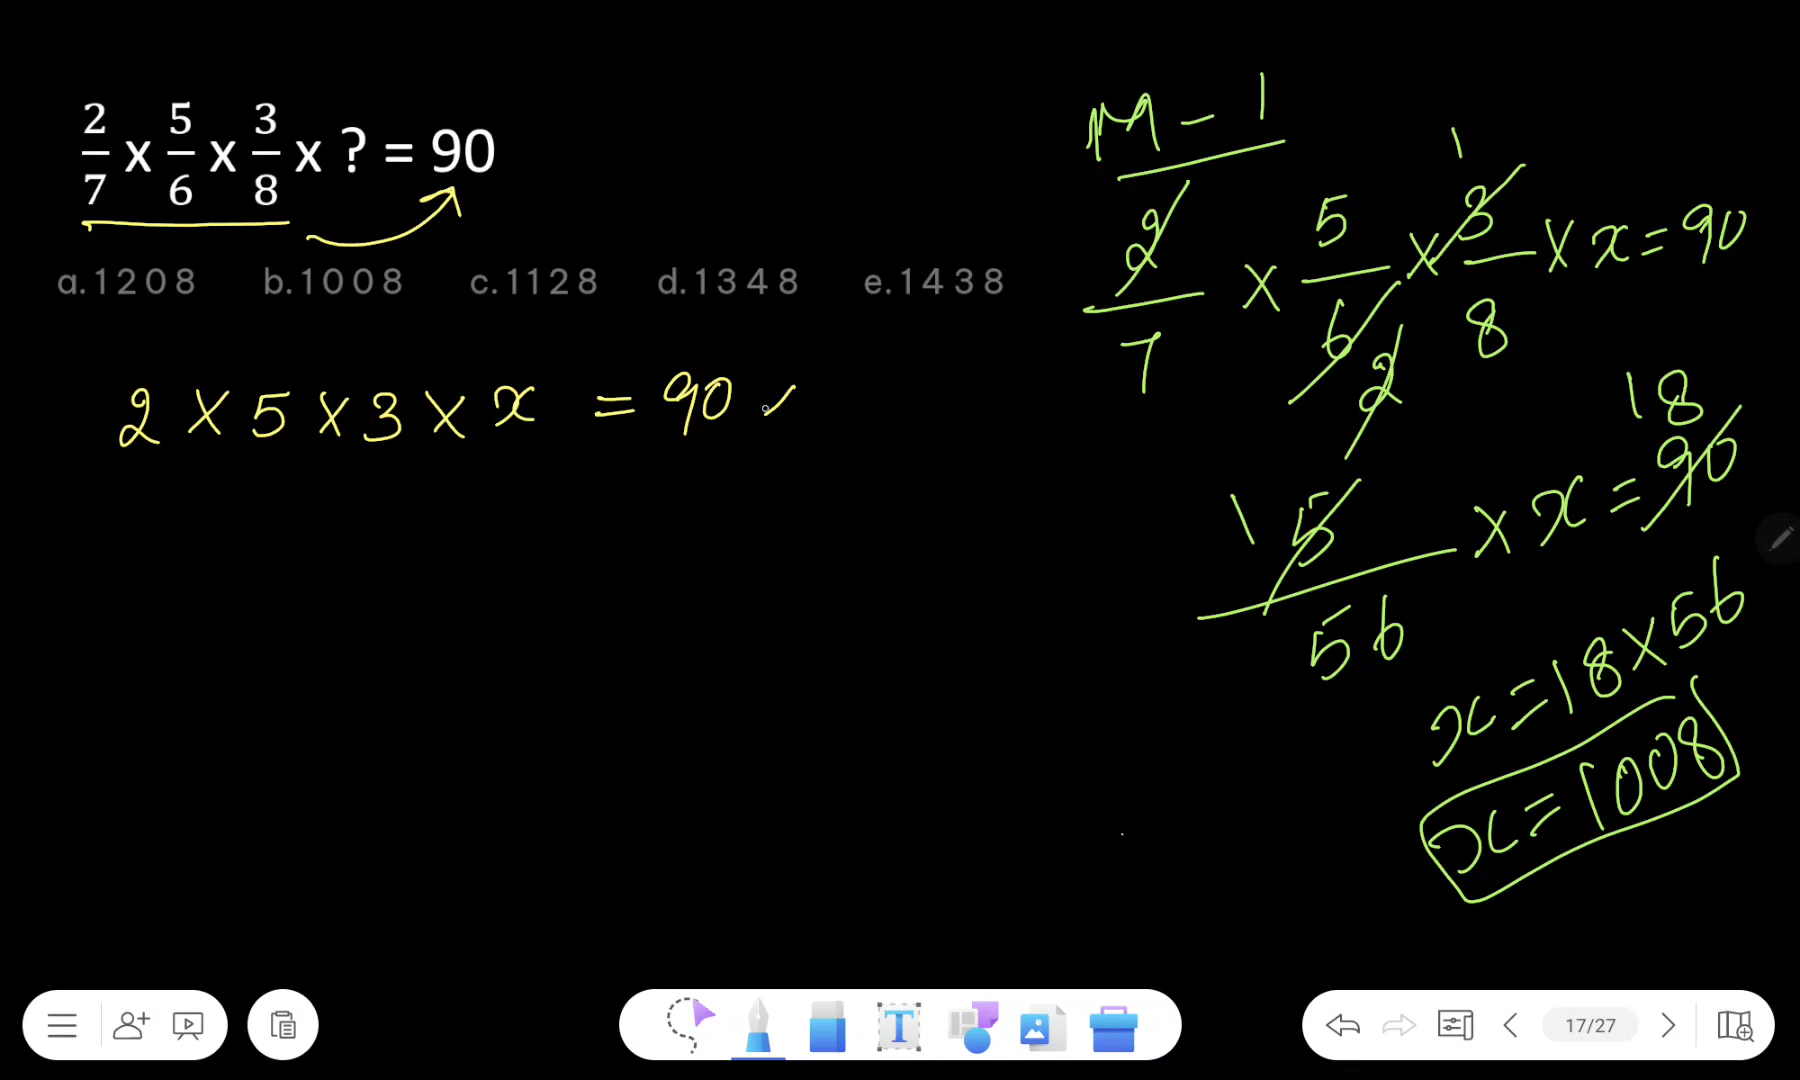 2/7 x 5/6 x 3/8 x ? = 90
a.1208 b.1008 c.1128 d.1348 e.1438
2 × 5 × 3 × x = 90 ×
M - 1
2/7 × 5/6 × 3/8 × x = 90
1
2
1 5/56 × x = 90
18
x = 18 × 56
x = 1008
T
17/27